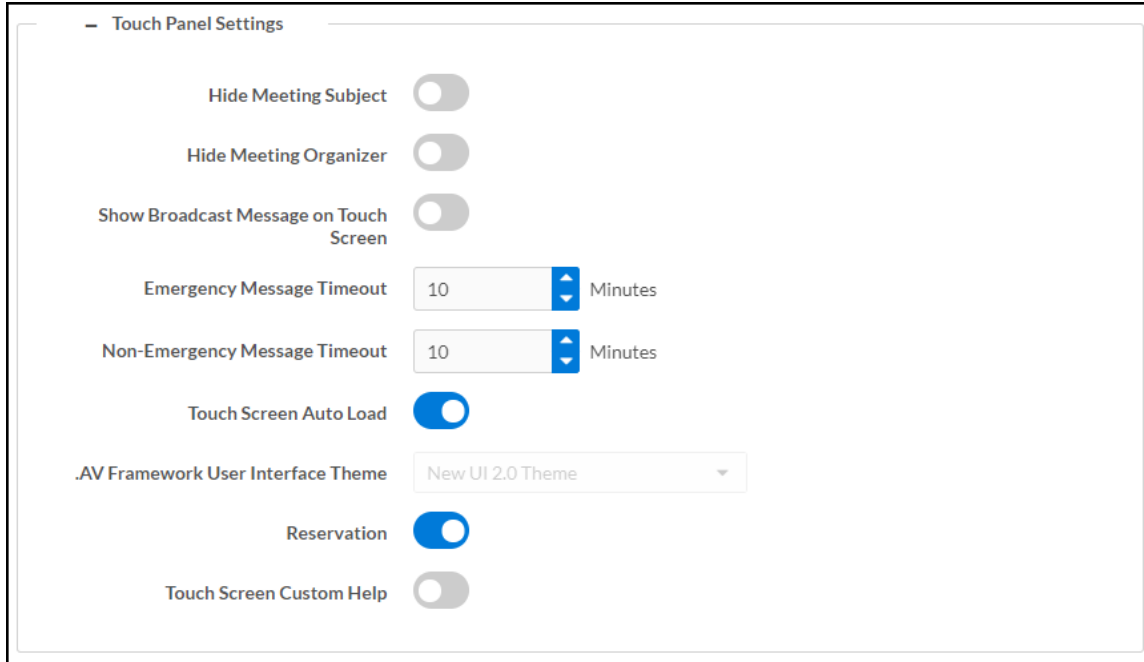 – Touch Panel Settings
Hide Meeting Subject
Hide Meeting Organizer
Show Broadcast Message on Touch
Screen
Emergency Message Timeout 10 Minutes
Non-Emergency Message Timeout 10 Minutes
Touch Screen Auto Load
.AV Framework User Interface Theme New UI 2.0 Theme
Reservation
Touch Screen Custom Help